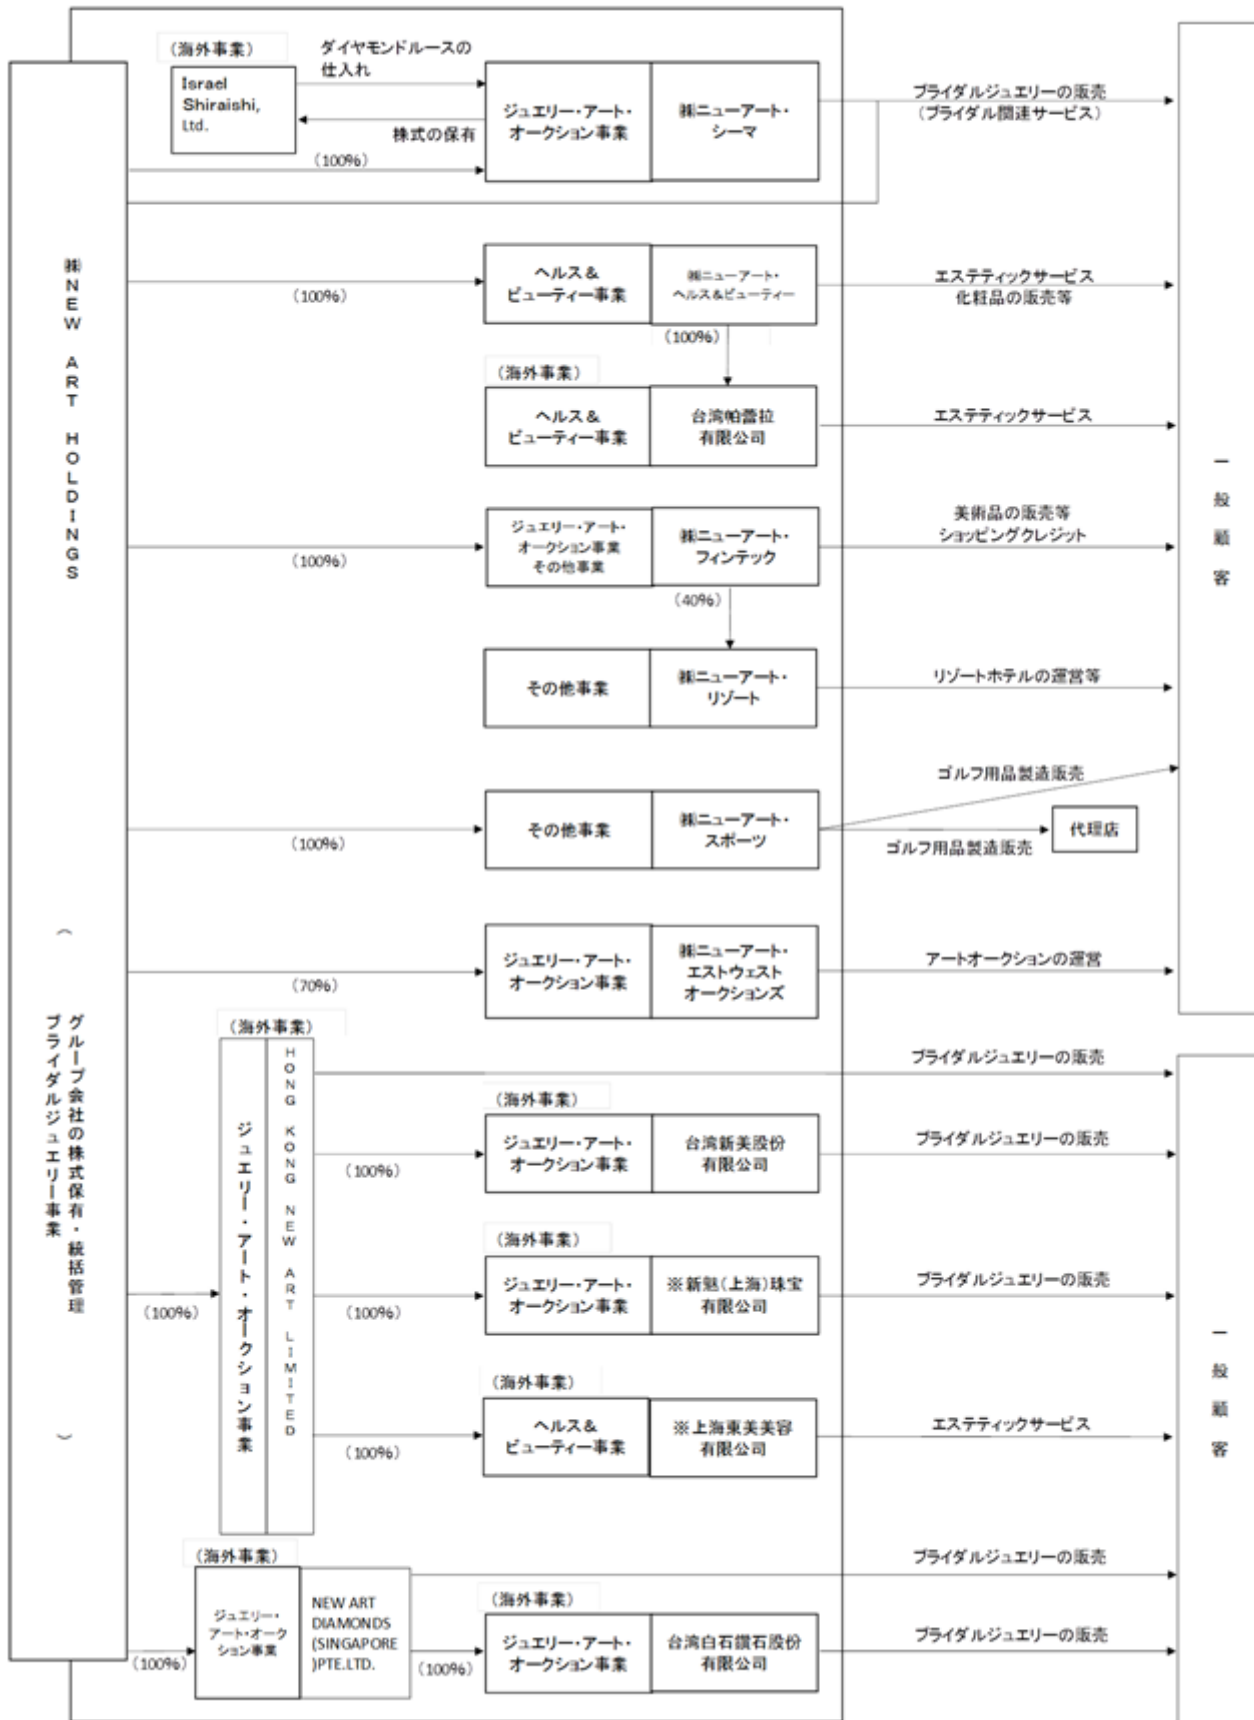 ㈱NEW ART HOLDINGS
（
グループ会社の株式保有・統括管理
ブライダルジュエリー事業
）
（海外事業）
Israel
Shiraishi,
Ltd.
ダイヤモンドルースの
仕入れ
株式の保有
（100%）
ジュエリー・アート・
オークション事業
㈱ニューアート・
シーマ
ブライダルジュエリーの販売
（ブライダル関連サービス）
（100%）
ヘルス＆
ビューティー事業
㈱ニューアート・
ヘルス＆ビューティー
エステティックサービス
化粧品の販売等
（100%）
（海外事業）
ヘルス＆
ビューティー事業
台湾帕蕾拉
有限公司
エステティックサービス
（100%）
ジュエリー・アート・
オークション事業
その他事業
㈱ニューアート・
フィンテック
美術品の販売等
ショッピングクレジット
（40%）
その他事業
㈱ニューアート・
リゾート
リゾートホテルの運営等
（100%）
その他事業
㈱ニューアート・
スポーツ
ゴルフ用品製造販売
ゴルフ用品製造販売
代理店
（70%）
ジュエリー・アート・
オークション事業
㈱ニューアート・
エストウェスト
オークションズ
アートオークションの運営
一般顧客
（海外事業）
（100%）
ジュエリー・アート・オークション事業
HONG KONG NEW ART LIMITED
ブライダルジュエリーの販売
（海外事業）
（100%）
ジュエリー・アート・
オークション事業
台湾新美股份
有限公司
ブライダルジュエリーの販売
（海外事業）
（100%）
ジュエリー・アート・
オークション事業
※新魅（上海）珠宝
有限公司
ブライダルジュエリーの販売
（海外事業）
（100%）
ヘルス＆
ビューティー事業
※上海東美美容
有限公司
エステティックサービス
（海外事業）
（100%）
ジュエリー・
アート・オーク
ション事業
NEW ART
DIAMONDS
(SINGAPORE
)PTE.LTD.
ブライダルジュエリーの販売
（海外事業）
（100%）
ジュエリー・アート・
オークション事業
台湾白石鑽石股份
有限公司
ブライダルジュエリーの販売
一般顧客